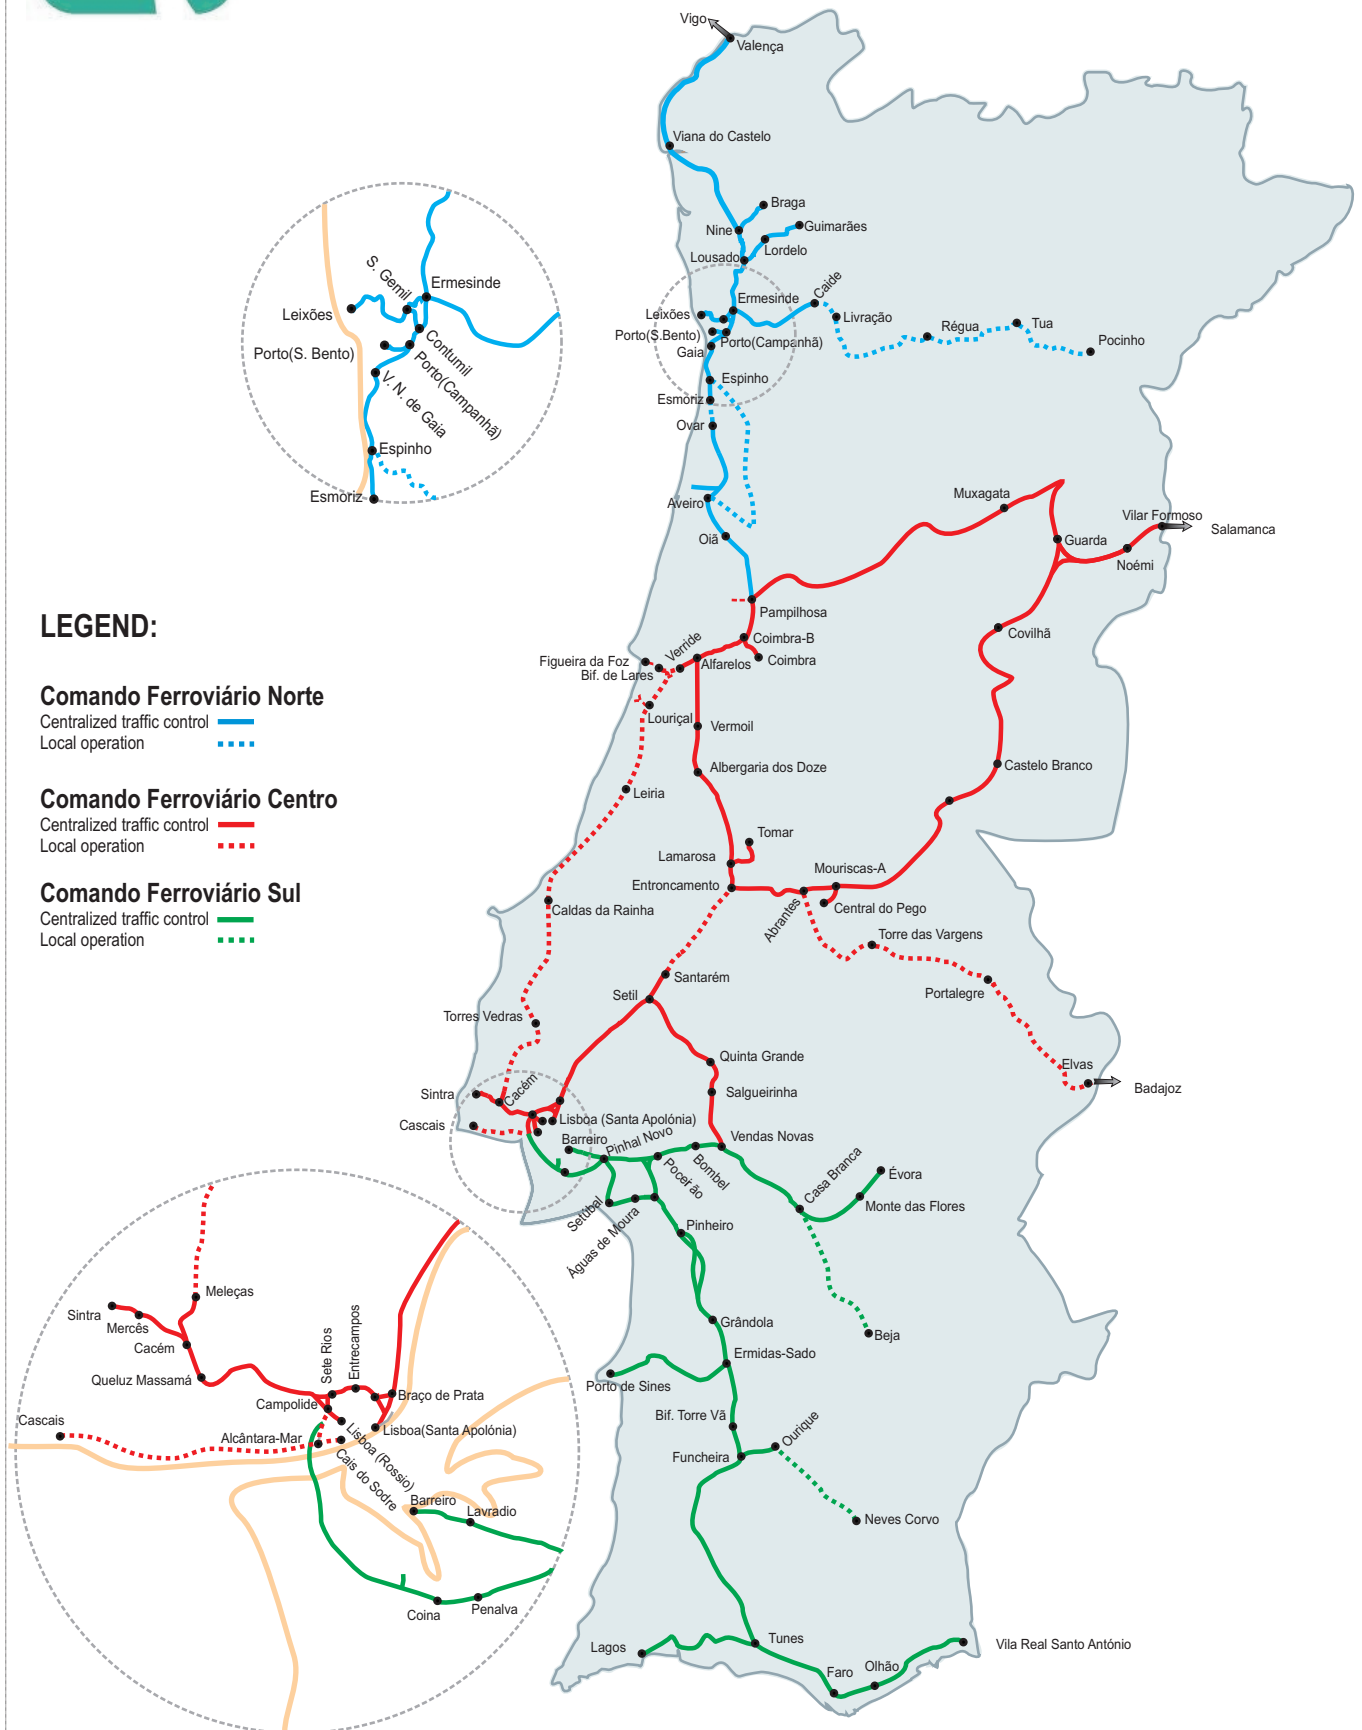 Vigo
Valença
Viana do Castelo
Braga
Nine
Guimarães
Lordelo
Lousado
Caide
Ermesinde
Leixões
Livração
Porto(S.Bento)
Porto(Campanhã)
Gaia
Régua
Tua
Pocinho
Espinho
Esmoriz
Ovar
Aveiro
Oiã
S. Gemil
Ermesinde
Leixões
Contumil
Porto(S. Bento)
Porto(Campanhã)
V. N. de Gaia
Espinho
Esmoriz
Muxagata
Vilar Formoso
Salamanca
Guarda
Noémi
Pampilhosa
Covilhã
Coimbra-B
Verride
Coimbra
Figueira da Foz
Alfarelos
Bif. de Lares
Louriçal
Vermoil
Albergaria dos Doze
Castelo Branco
Leiria
Tomar
Lamarosa
Mouriscas-A
Entroncamento
Abrantes
Central do Pego
Caldas da Rainha
Torre das Vargens
Santarém
Portalegre
Setil
Torres Vedras
Quinta Grande
Elvas
Badajoz
Salgueirinha
Sintra
Cacém
Cascais
Lisboa (Santa Apolónia)
Barreiro
Pinhal Novo
Vendas Novas
Bombel
Poceirão
Casa Branca
Évora
Monte das Flores
Setúbal
Águas de Moura
Pinheiro
Grândola
Beja
Ermidas-Sado
Porto de Sines
Bif. Torre Vã
Ourique
Funcheira
Neves Corvo
Lagos
Tunes
Faro
Olhão
Vila Real Santo António
LEGEND:
Comando Ferroviário Norte
Centralized traffic control
Local operation
Comando Ferroviário Centro
Centralized traffic control
Local operation
Comando Ferroviário Sul
Centralized traffic control
Local operation
Meleças
Sintra
Mercês
Cacém
Queluz Massamá
Sete Rios
Entrecampos
Braço de Prata
Campolide
Cascais
Alcântara-Mar
Lisboa(Santa Apolónia)
Lisboa (Rossio)
Cais do Sodre
Barreiro
Lavradio
Coina
Penalva